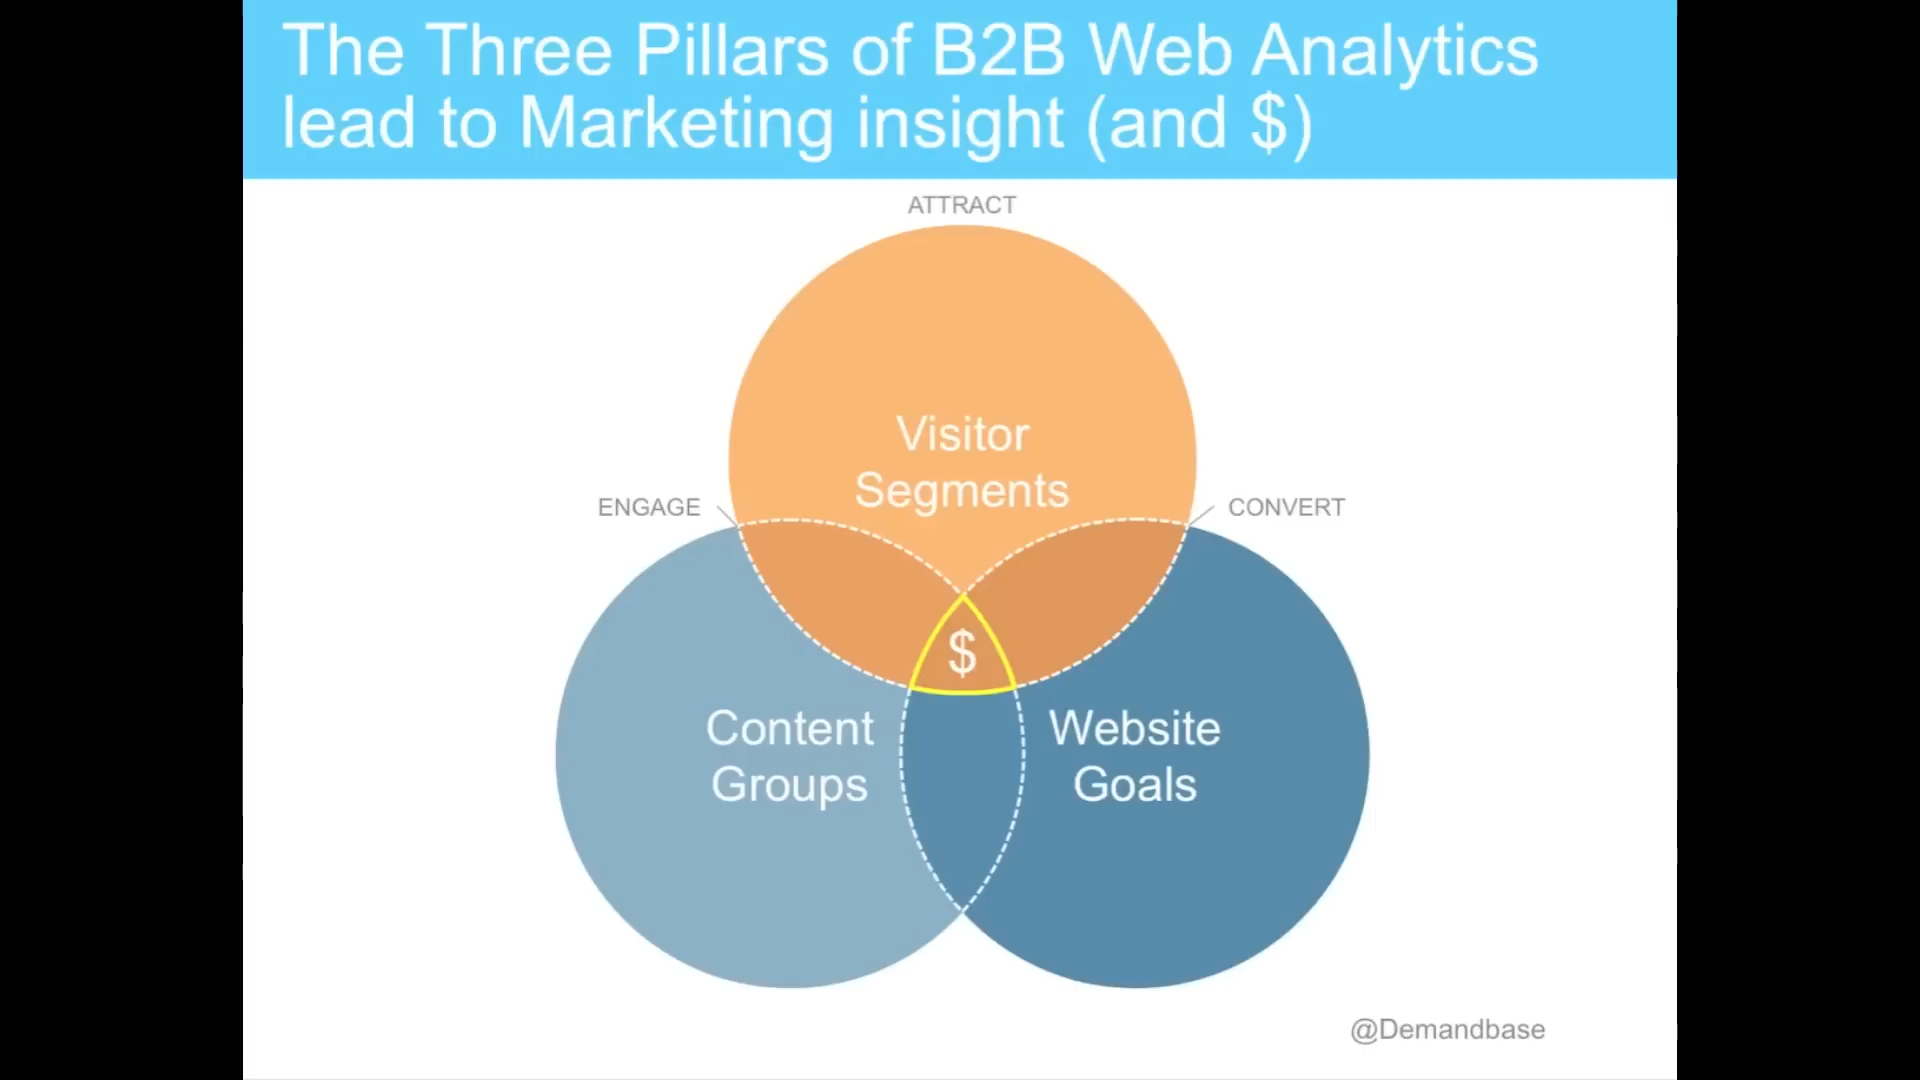 The Three Pillars of B2B Web Analytics
lead to Marketing insight (and $)
ATTRACT
Visitor
Segments
ENGAGE
CONVERT
$
Content
Groups
Website
Goals
@Demandbase